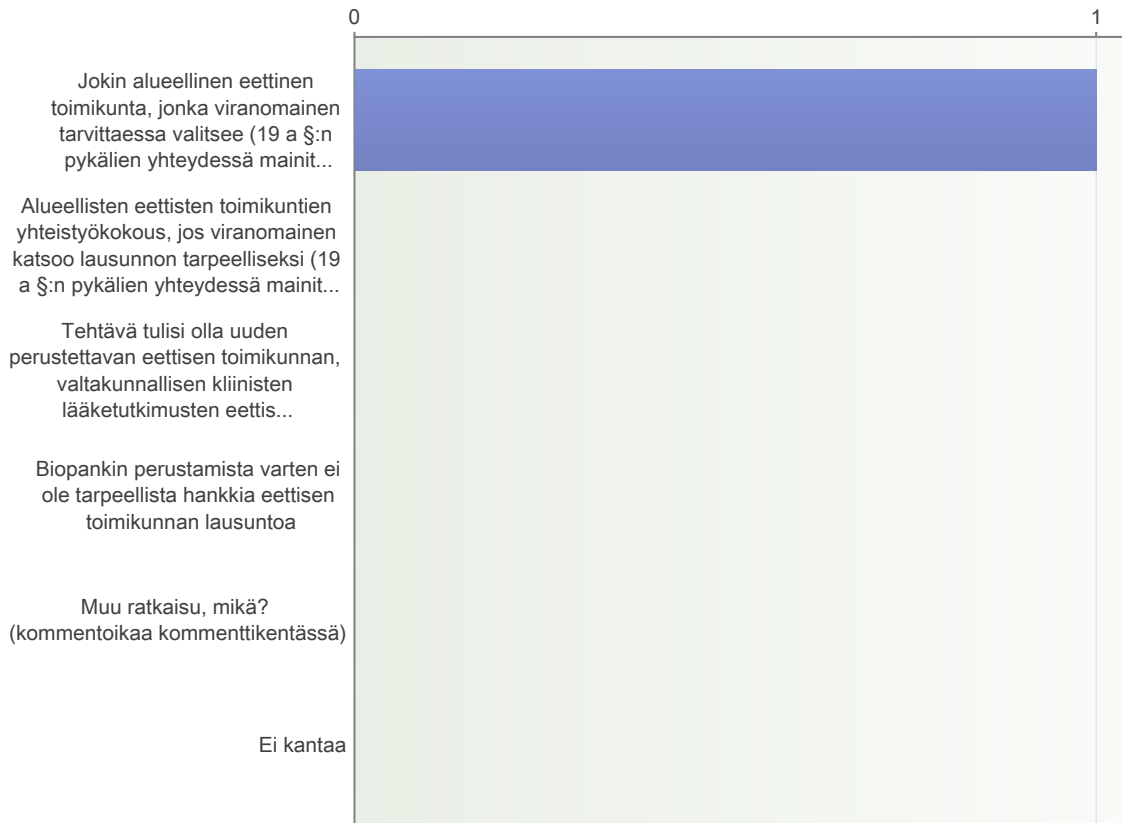 0 1
Jokin alueellinen eettinen
toimikunta, jonka viranomainen
tarvittaessa valitsee (19 a §:n
pykälien yhteydessä mainit...
Alueellisten eettisten toimikuntien
yhteistyökokous, jos viranomainen
katsoo lausunnon tarpeelliseksi (19
a §:n pykälien yhteydessä mainit...
Tehtävä tulisi olla uuden
perustettavan eettisen toimikunnan,
valtakunnallisen kliinisten
lääketutkimusten eettis...
Biopankin perustamista varten ei
ole tarpeellista hankkia eettisen
toimikunnan lausuntoa
Muu ratkaisu, mikä?
(kommentoikaa kommenttikentässä)
Ei kantaa